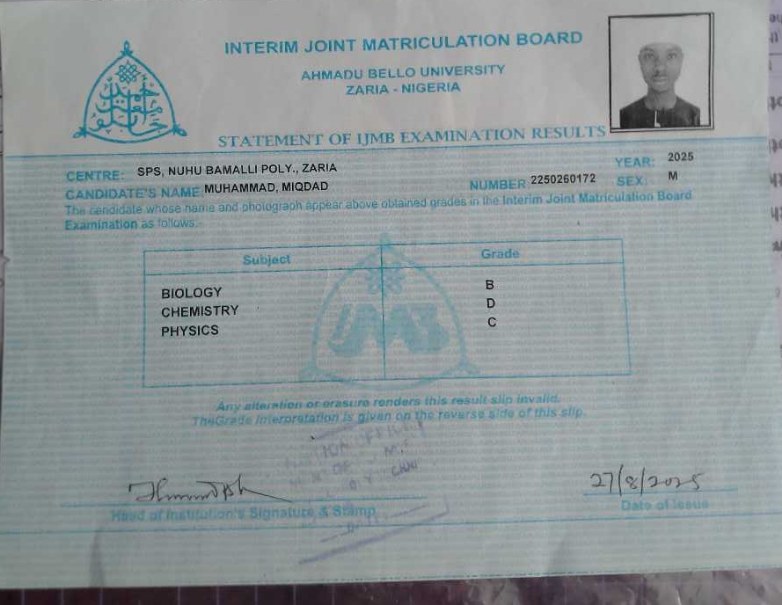 INTERIM JOINT MATRICULATION BOARD
AHMADU BELLO UNIVERSITY
ZARIA - NIGERIA
STATEMENT OF IJMB EXAMINATION RESULTS
CENTRE: SPS, NUHU BAMALLI POLY., ZARIA
YEAR: 2025
CANDIDATE'S NAME MUHAMMAD, MIQDAD
NUMBER 2250260172
SEX: M
The candidate whose name and photograph appear above obtained grades in the Interim Joint Matriculation Board
Examination as follows:-
Subject Grade
BIOLOGY B
CHEMISTRY D
PHYSICS C
IJMB
Any alteration or erasure renders this result slip invalid.
TheGrade interpretation is given on the reverse side of this slip.
27/8/2025
Head of Institution's Signature & Stamp
Date of Issue